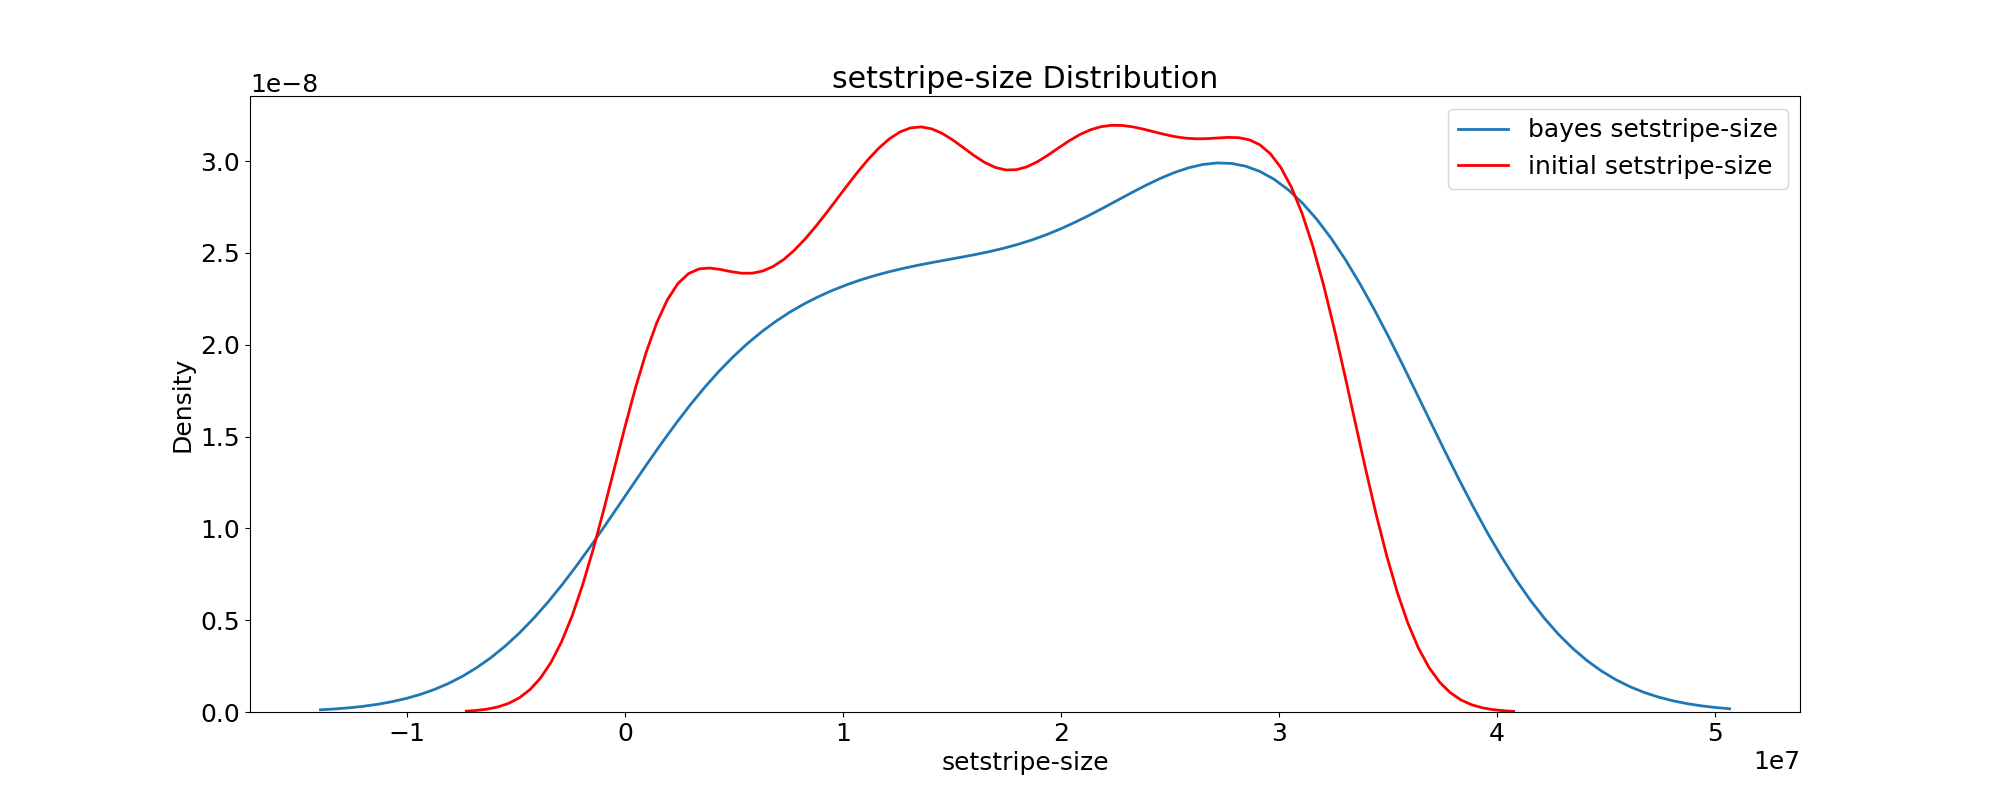 setstripe-size Distribution
1e−8
bayes setstripe-size
initial setstripe-size
3.0
2.5
2.0
1.5
1.0
0.5
0.0
Density
−1 0 1 2 3 4 5
setstripe-size
1e7